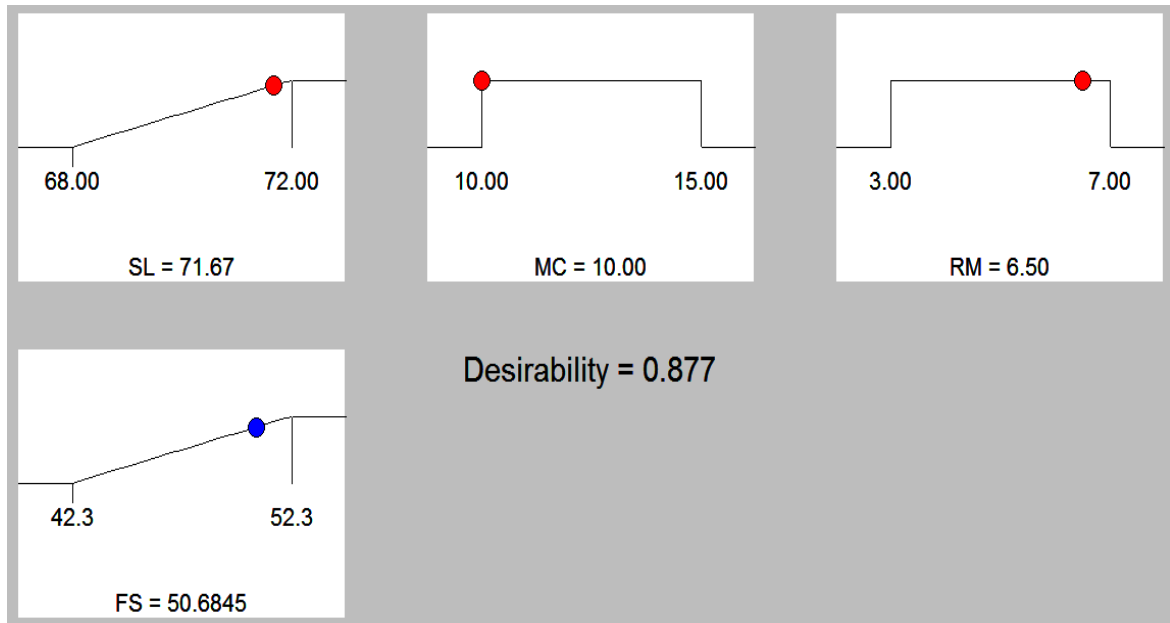 68.00 72.00
SL = 71.67
10.00 15.00
MC = 10.00
3.00 7.00
RM = 6.50
42.3 52.3
FS = 50.6845
Desirability = 0.877